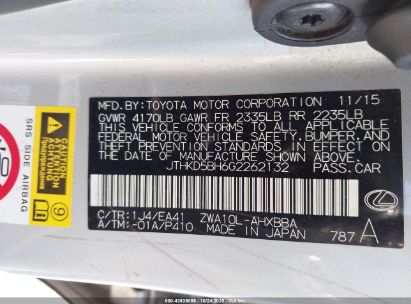 MFD. BY: TOYOTA MOTOR CORPORATION 11/15
GVWR 4170LB GAWR FR 2335LB RR 2235LB
THIS VEHICLE CONFORMS TO ALL APPLICABLE
FEDERAL MOTOR VEHICLE SAFETY, BUMPER, AND
THEFT PREVENTION STANDARDS IN EFFECT ON
THE DATE OF MANUFACTURE SHOWN ABOVE.
JTHKD5BH6G2262132 PASS.CAR
C/TR: 1J4/EA41 ZWA10L-AHXBBA
A/TM: -01A/P410 MADE IN JAPAN 787 A
SRS SIDE AIRBAG
9